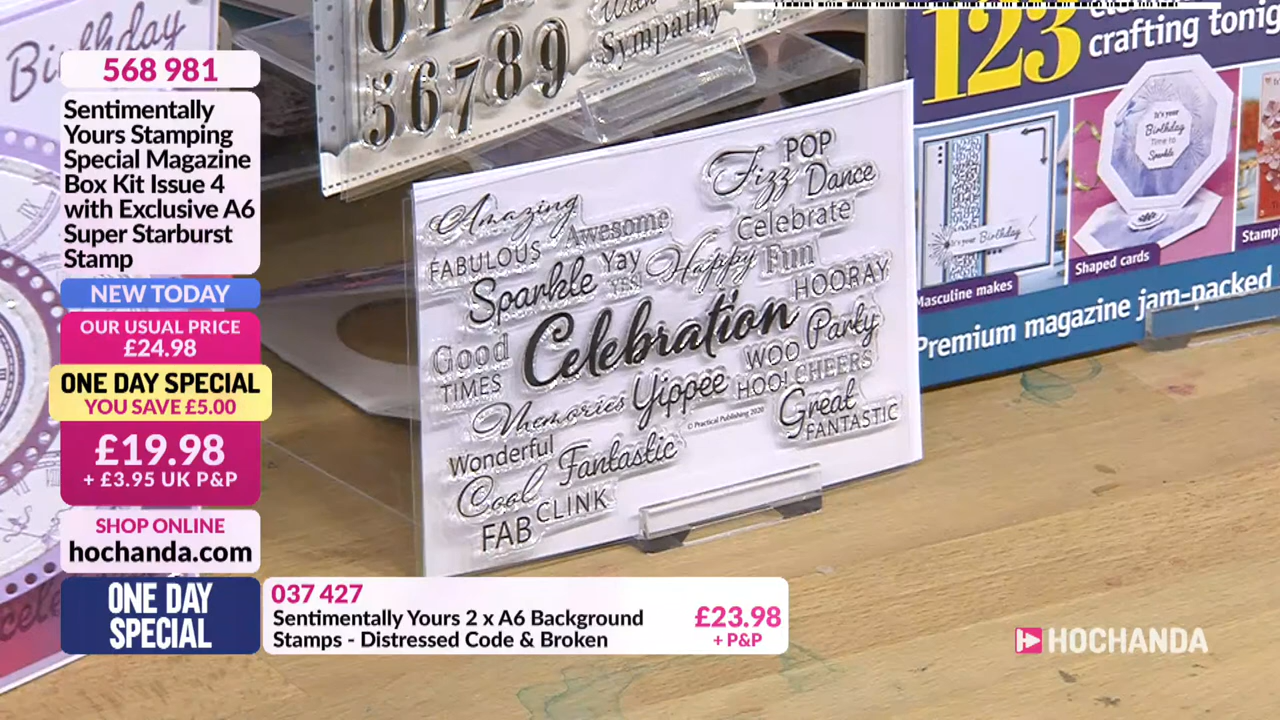 Birthday
568 981
Sentimentally
Yours Stamping
Special Magazine
Box Kit Issue 4
with Exclusive A6
Super Starburst
Stamp
NEW TODAY
OUR USUAL PRICE
£24.98
ONE DAY SPECIAL
YOU SAVE £5.00
£19.98
+ £3.95 UK P&P
SHOP ONLINE
hochanda.com
ONE DAY
SPECIAL
037 427
Sentimentally Yours 2 x A6 Background
Stamps - Distressed Code & Broken
£23.98
+ P&P
HOCHANDA
With
Sympathy
56789
POP
Fizz Dance
Amazing
Awesome
Celebrate
FABULOUS
Yay
YES!
Happy
Fun
Sparkle
HOORAY
Celebration
Good
TIMES
Party
WOO
HOO!
CHEERS
Memories
Yippee
Great
FANTASTIC
© Practical Publishing 2020
Wonderful
Cool
Fantastic
FAB
CLINK
123
crafting tonig
It's your
Birthday
Time to
Sparkle
It's your Birthday
Masculine makes
Shaped cards
Stampi
Premium magazine jam-packed